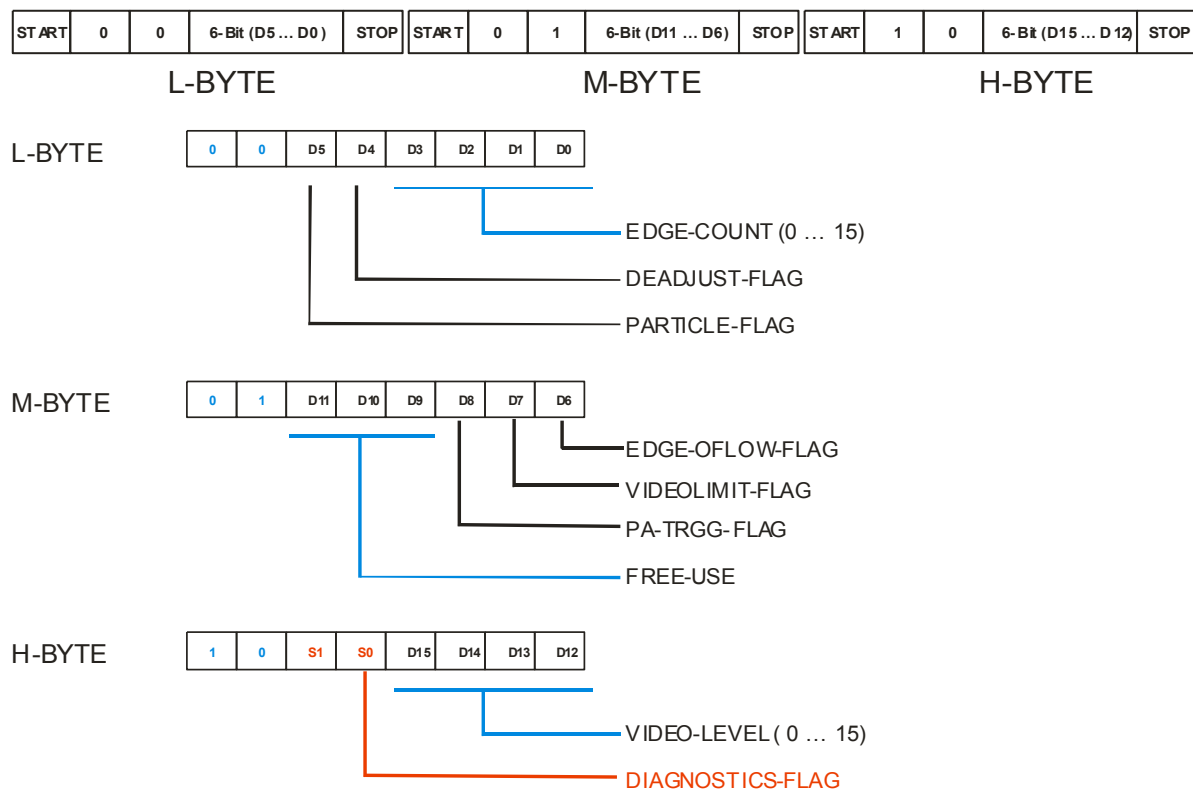 START 0 0 6-Bit (D5 ... D0) STOP START 0 1 6-Bit (D11 ... D6) STOP START 1 0 6-Bit (D15 ... D12) STOP
L-BYTE M-BYTE H-BYTE
L-BYTE 0 0 D5 D4 D3 D2 D1 D0
EDGE-COUNT (0 ... 15)
DEADJUST-FLAG
PARTICLE-FLAG
M-BYTE 0 1 D11 D10 D9 D8 D7 D6
EDGE-OFLOW-FLAG
VIDEOLIMIT-FLAG
PA-TRGG-FLAG
FREE-USE
H-BYTE 1 0 S1 S0 D15 D14 D13 D12
VIDEO-LEVEL ( 0 ... 15)
DIAGNOSTICS-FLAG